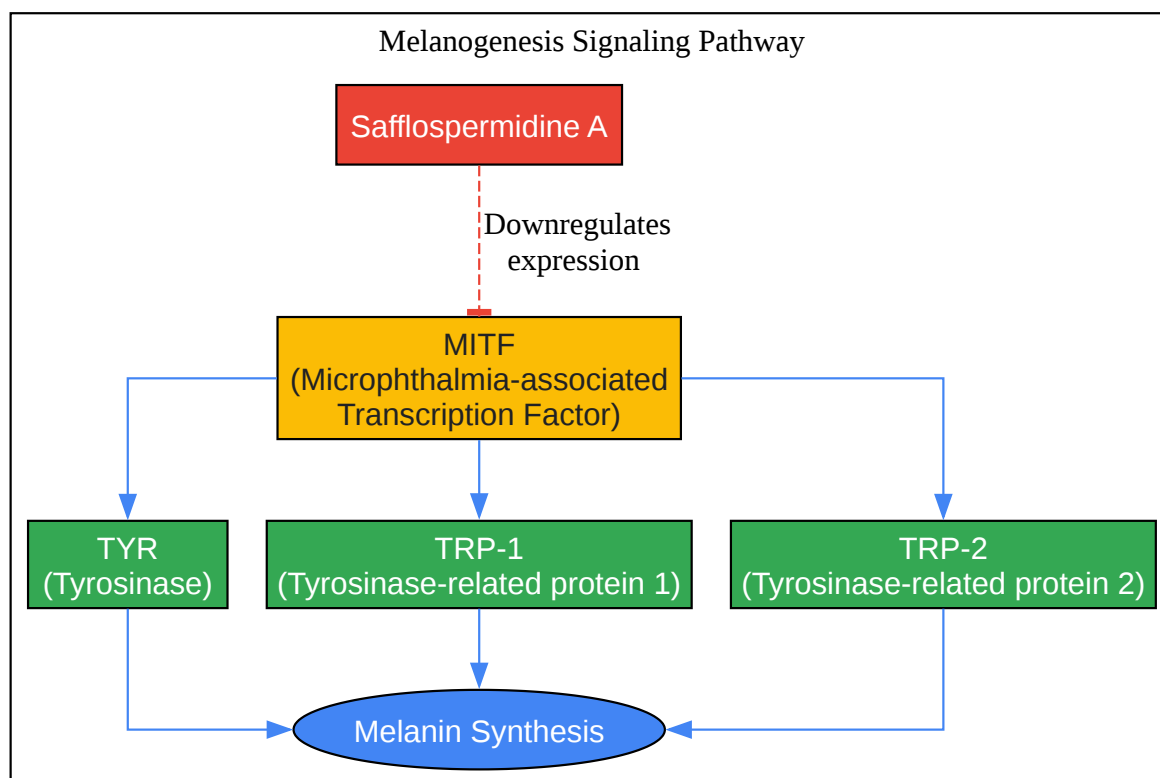 Melanogenesis Signaling Pathway
Safflospermidine A
Downregulates
expression
MITF
(Microphthalmia-associated
Transcription Factor)
TYR
(Tyrosinase)
TRP-1
(Tyrosinase-related protein 1)
TRP-2
(Tyrosinase-related protein 2)
Melanin Synthesis